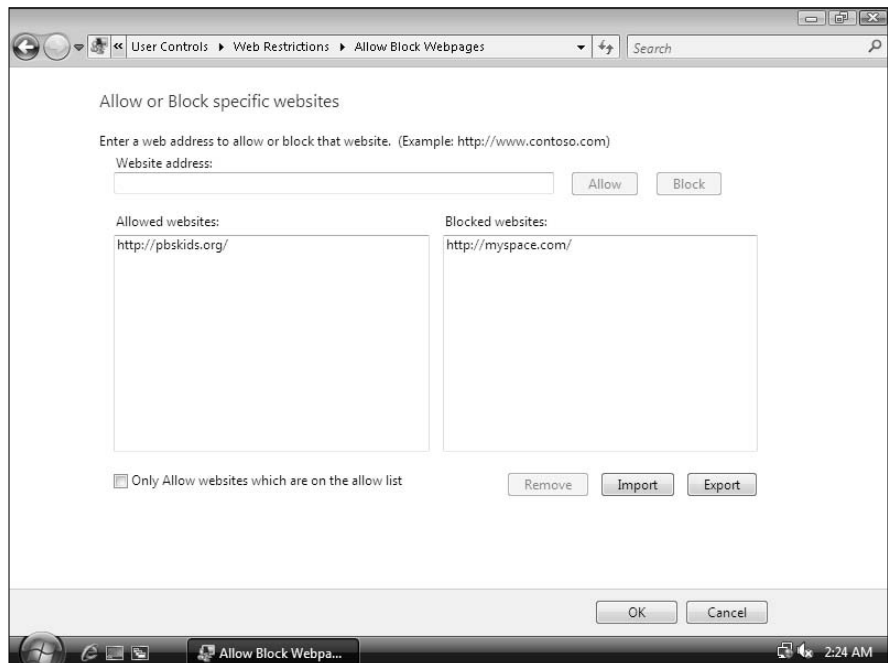 « User Controls ▸ Web Restrictions ▸ Allow Block Webpages
Search
Allow or Block specific websites
Enter a web address to allow or block that website. (Example: http://www.contoso.com)
Website address:
Allow Block
Allowed websites: Blocked websites:
http://pbskids.org/ http://myspace.com/
Only Allow websites which are on the allow list
Remove Import Export
OK Cancel
Allow Block Webpa... 2:24 AM